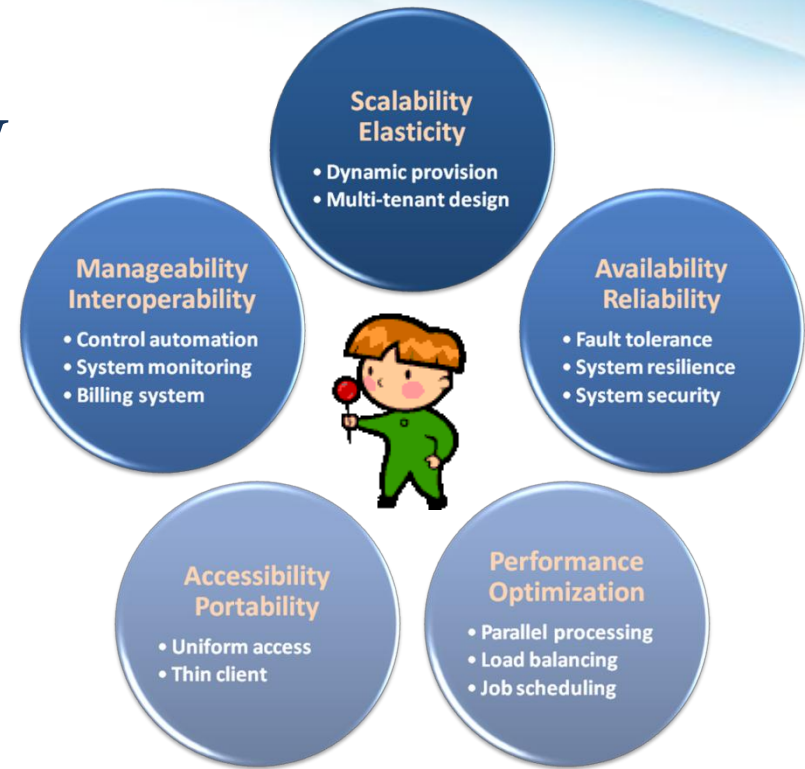 Scalability
Elasticity
• Dynamic provision
• Multi-tenant design
Manageability
Interoperability
• Control automation
• System monitoring
• Billing system
Availability
Reliability
• Fault tolerance
• System resilience
• System security
Accessibility
Portability
• Uniform access
• Thin client
Performance
Optimization
• Parallel processing
• Load balancing
• Job scheduling